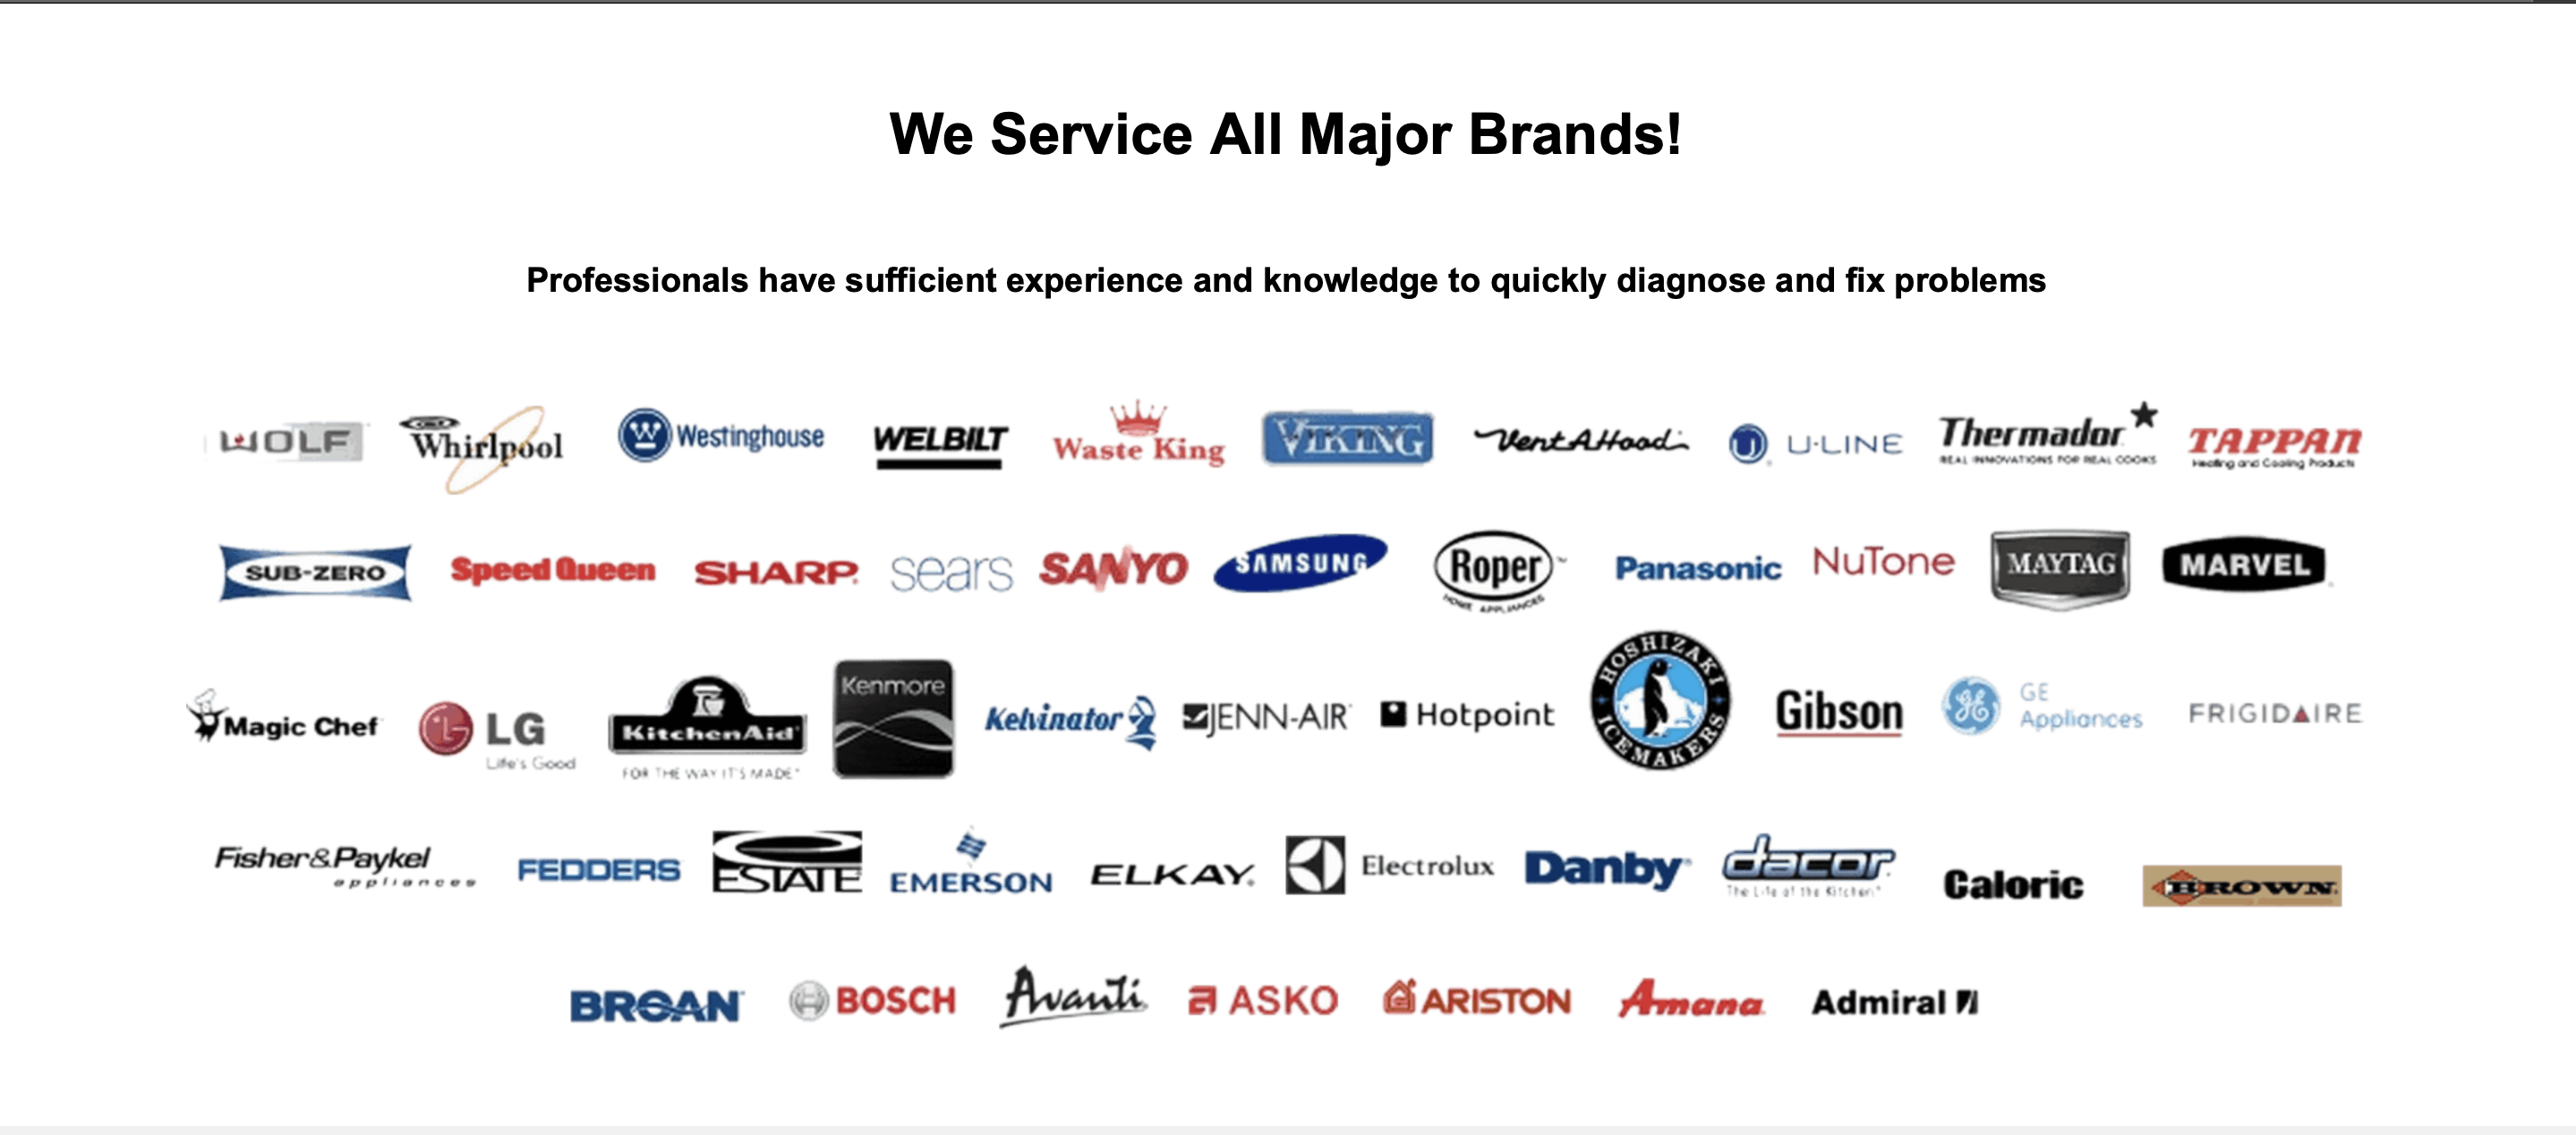 We Service All Major Brands!
Professionals have sufficient experience and knowledge to quickly diagnose and fix problems
WOLF Whirlpool W Westinghouse WELBILT Waste King VIKING VentAHood U U-LINE Thermador TAPPAN
REAL INNOVATIONS FOR REAL COOKS Heating and Cooling Products
SUB-ZERO Speed Queen SHARP sears SANYO SAMSUNG Roper Panasonic NuTone MAYTAG MARVEL
HOME APPLIANCES
Magic Chef LG KitchenAid Kenmore Kelvinator JENN-AIR Hotpoint HOSHIZAKI ICEMAKERS Gibson GE Appliances FRIGIDAIRE
Life's Good FOR THE WAY IT'S MADE
Fisher&Paykel FEDDERS ESTATE EMERSON ELKAY Electrolux Danby dacor Caloric BROWN
appliances The Life of the Kitchen
BROAN BOSCH Avanti ASKO ARISTON Amana Admiral